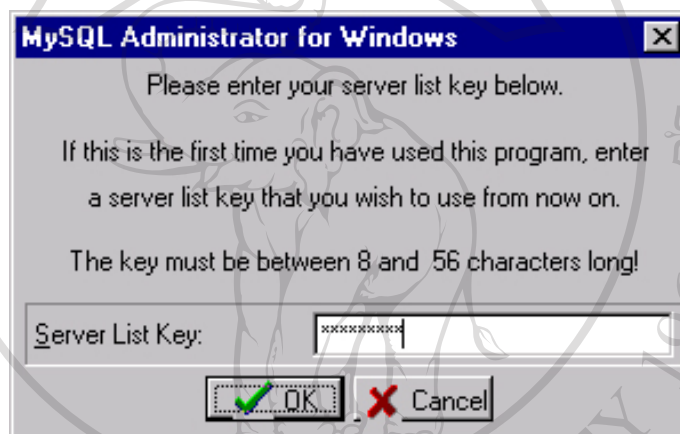 MySQL Administrator for Windows
Please enter your server list key below.
If this is the first time you have used this program, enter
a server list key that you wish to use from now on.
The key must be between 8 and 56 characters long!
Server List Key: *********
OK Cancel